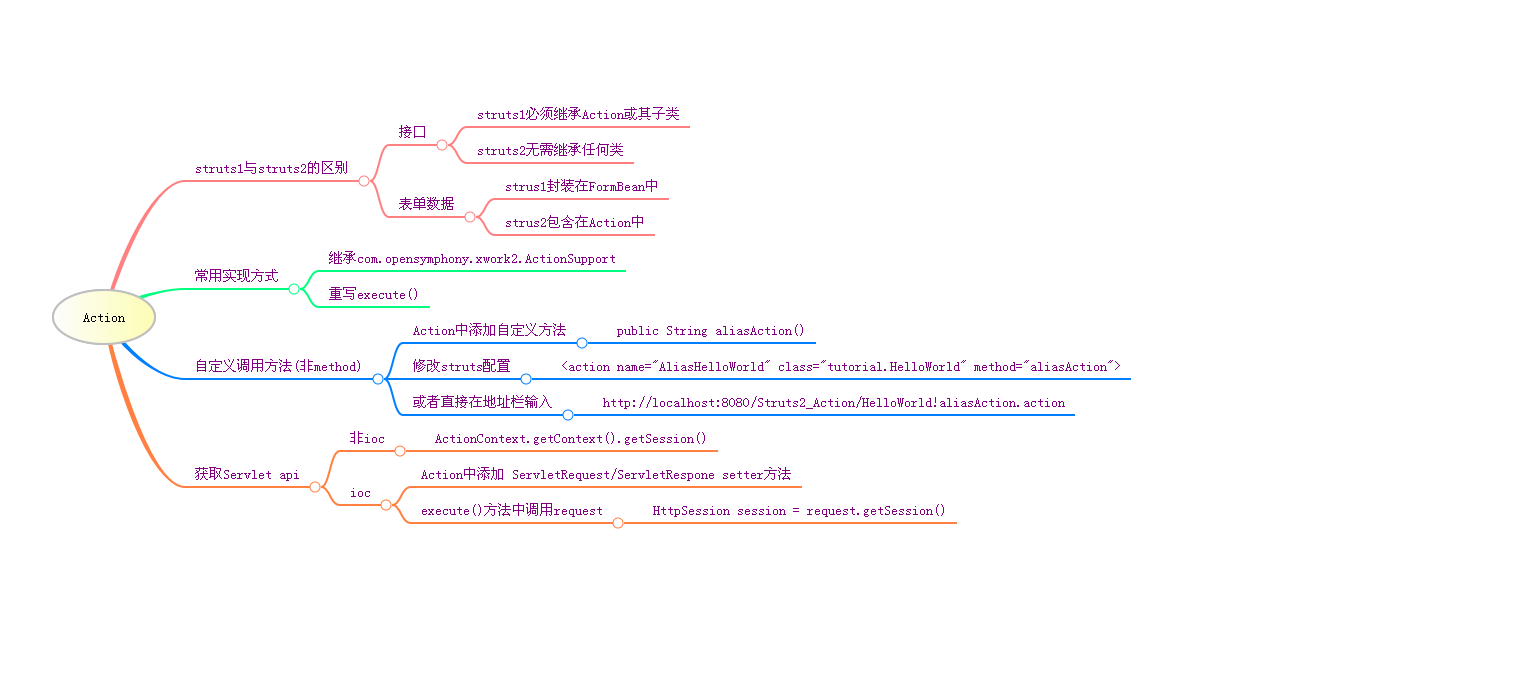 Action
struts1与struts2的区别
接口
struts1必须继承Action或其子类
struts2无需继承任何类
表单数据
strus1封装在FormBean中
strus2包含在Action中
常用实现方式
继承com.opensymphony.xwork2.ActionSupport
重写execute()
自定义调用方法(非method)
Action中添加自定义方法
public String aliasAction()
修改struts配置
<action name="AliasHelloWorld" class="tutorial.HelloWorld" method="aliasAction">
或者直接在地址栏输入
http://localhost:8080/Struts2_Action/HelloWorld!aliasAction.action
获取Servlet api
非ioc
ActionContext.getContext().getSession()
ioc
Action中添加 ServletRequest/ServletRespone setter方法
execute()方法中调用request
HttpSession session = request.getSession()